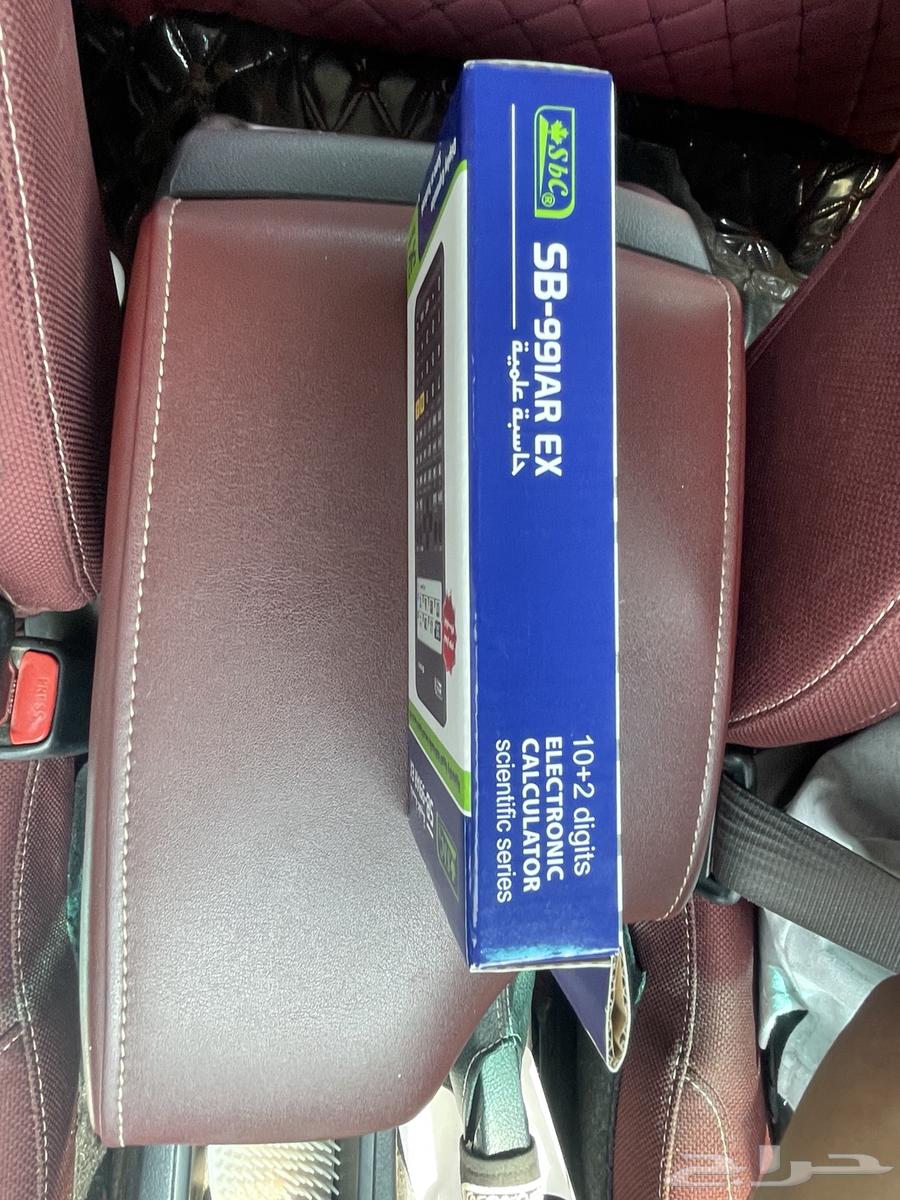 SbC®
SB-991AR EX
حاسبة علمية
10+2 digits
ELECTRONIC
CALCULATOR
scientific series
PRESS
حراج